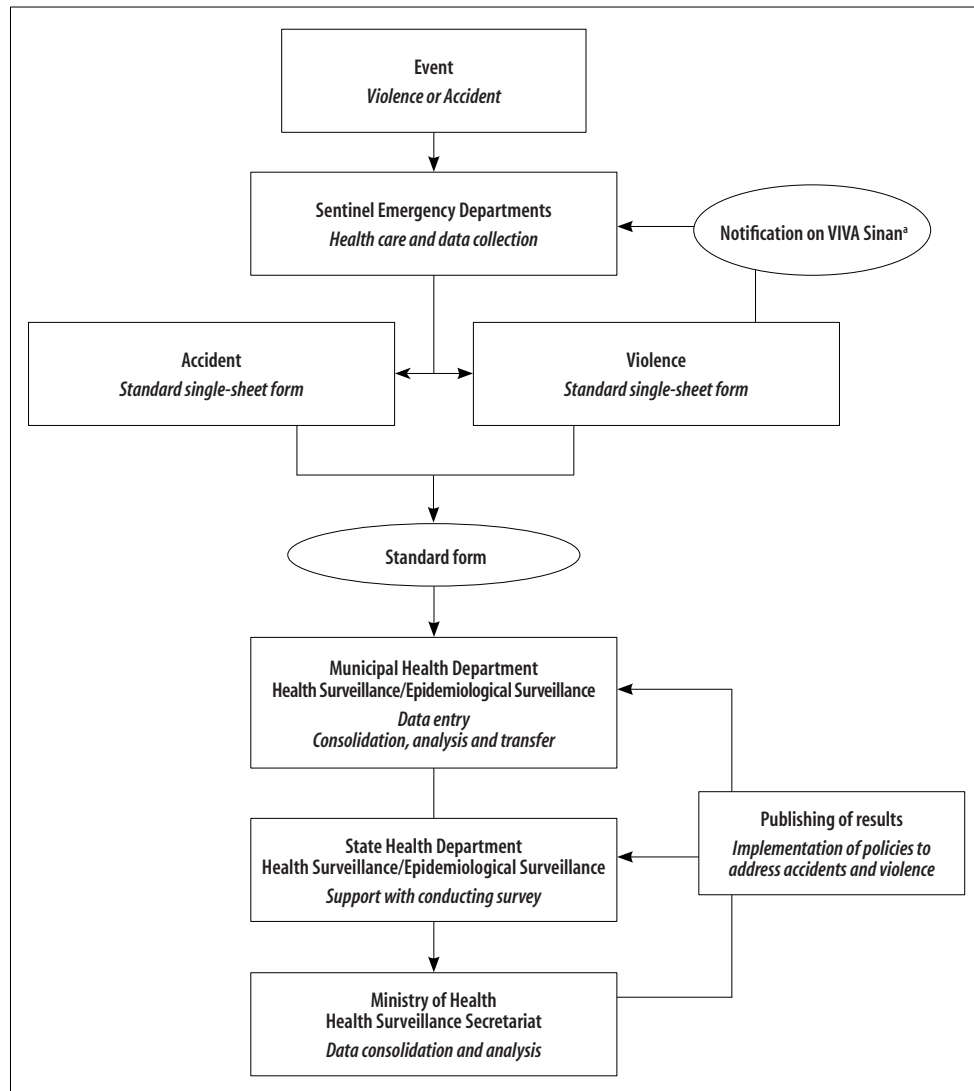 Event
Violence or Accident
Sentinel Emergency Departments
Health care and data collection
Notification on VIVA Sinanᵃ
Accident
Standard single-sheet form
Violence
Standard single-sheet form
Standard form
Municipal Health Department
Health Surveillance/Epidemiological Surveillance
Data entry
Consolidation, analysis and transfer
Publishing of results
Implementation of policies to
address accidents and violence
State Health Department
Health Surveillance/Epidemiological Surveillance
Support with conducting survey
Ministry of Health
Health Surveillance Secretariat
Data consolidation and analysis